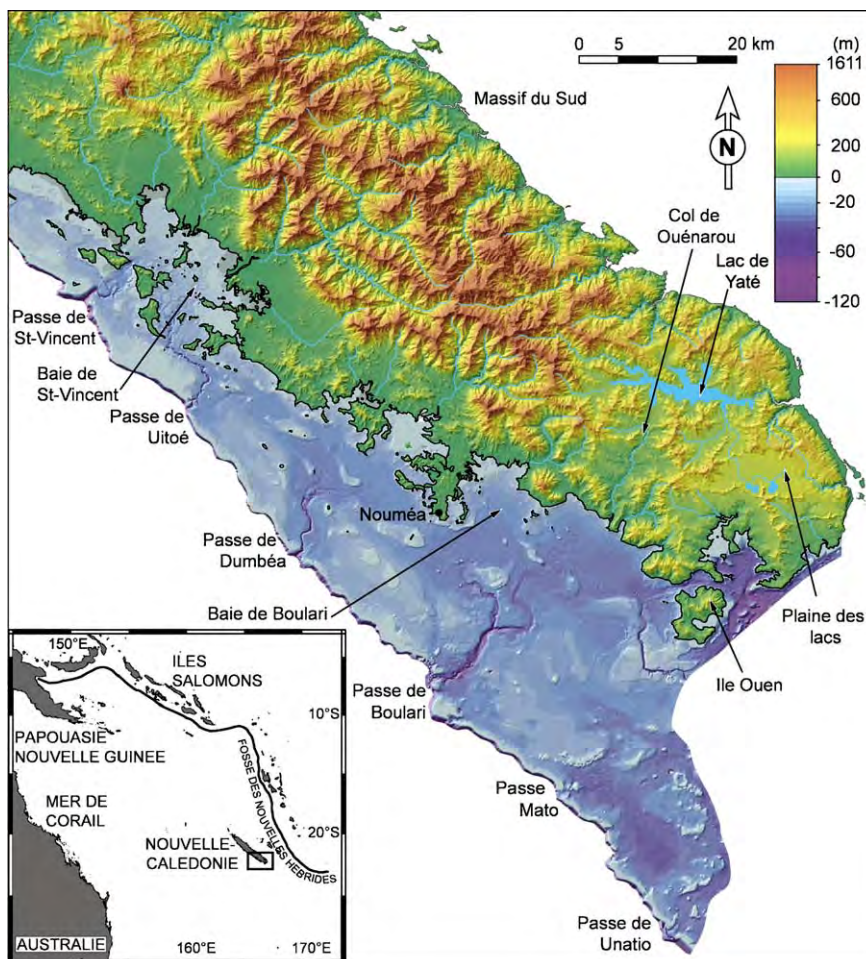 0 5 20 km
(m)
1611
600
200
0
-20
-60
-120
Massif du Sud
N
Col de
Ouénarou
Lac de
Yaté
Passe de
St-Vincent
Baie de
St-Vincent
Passe de
Uitoé
Nouméa
Passe de
Dumbéa
Baie de Boulari
Plaine des
lacs
Ile Ouen
Passe de
Boulari
Passe
Mato
Passe de
Unatio
150°E
ILES
SALOMONS
10°S
PAPOUASIE
NOUVELLE GUINEE
FOSSE DES NOUVELLES HEBRIDES
MER DE
CORAIL
20°S
NOUVELLE-
CALEDONIE
AUSTRALIE
160°E
170°E